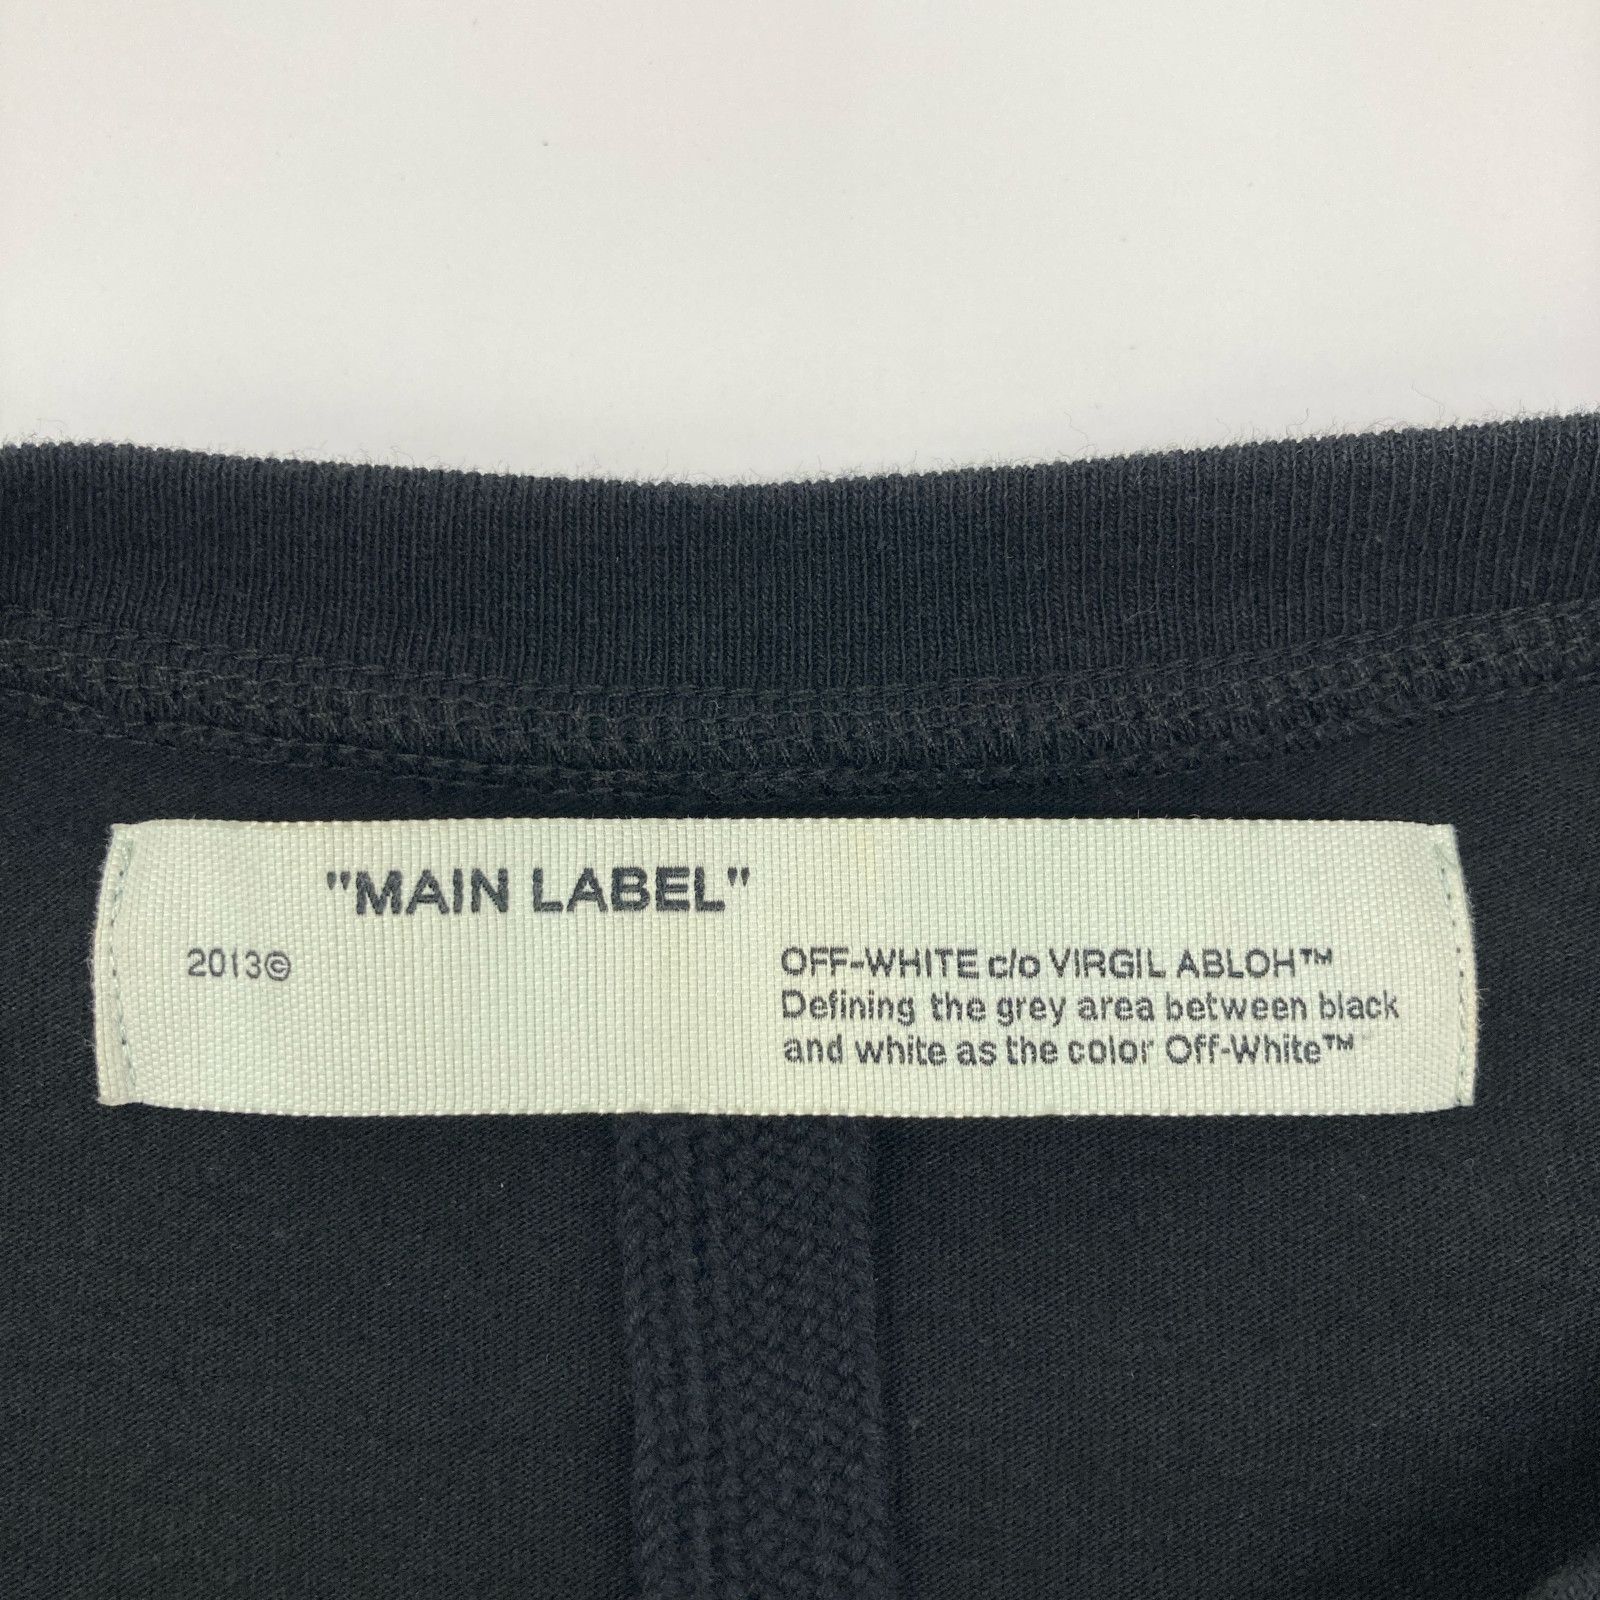 "MAIN LABEL"
2013©
OFF-WHITE c/o VIRGIL ABLOH™
Defining the grey area between black
and white as the color Off-White™